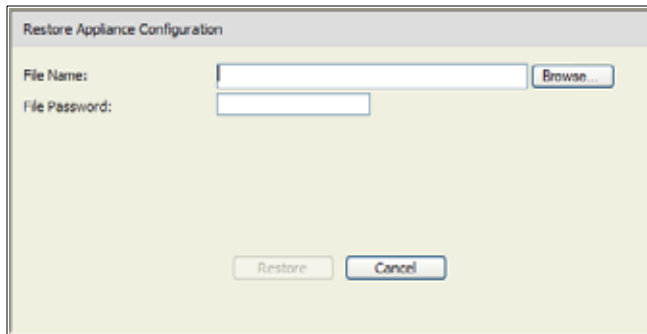 Restore Appliance Configuration
File Name:
Browse...
File Password:
Restore Cancel